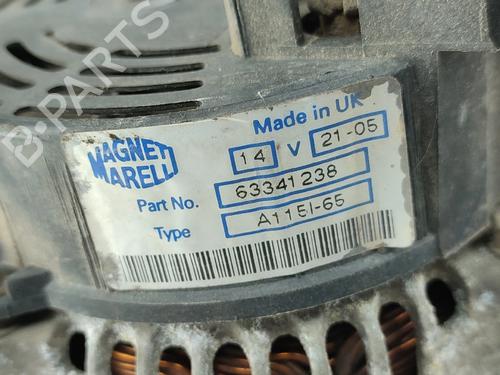 B-PARTS
Made in UK
MAGNETI
MARELLI
14 V 21-05
Part No. 63341238
Type A115I-65